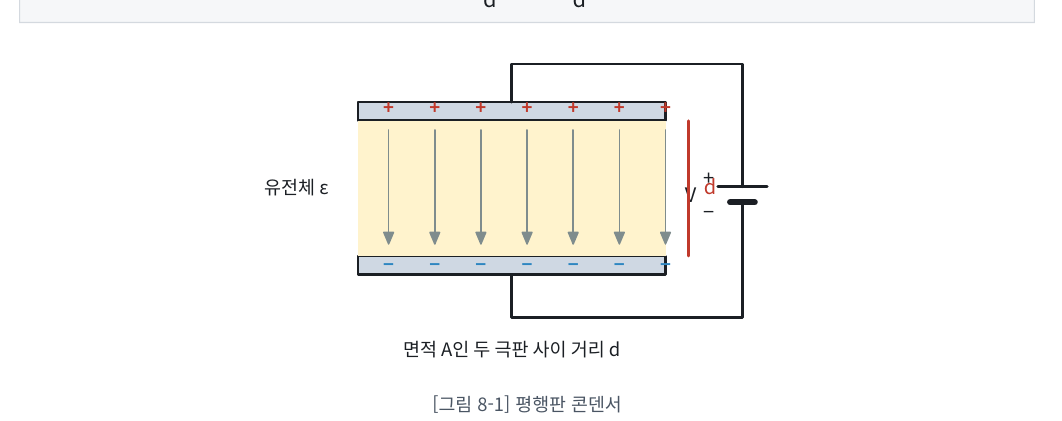 d d
+ + + + + + +
유전체 ε
V + d
−
− − − − − − −
면적 A인 두 극판 사이 거리 d
[그림 8-1] 평행판 콘덴서